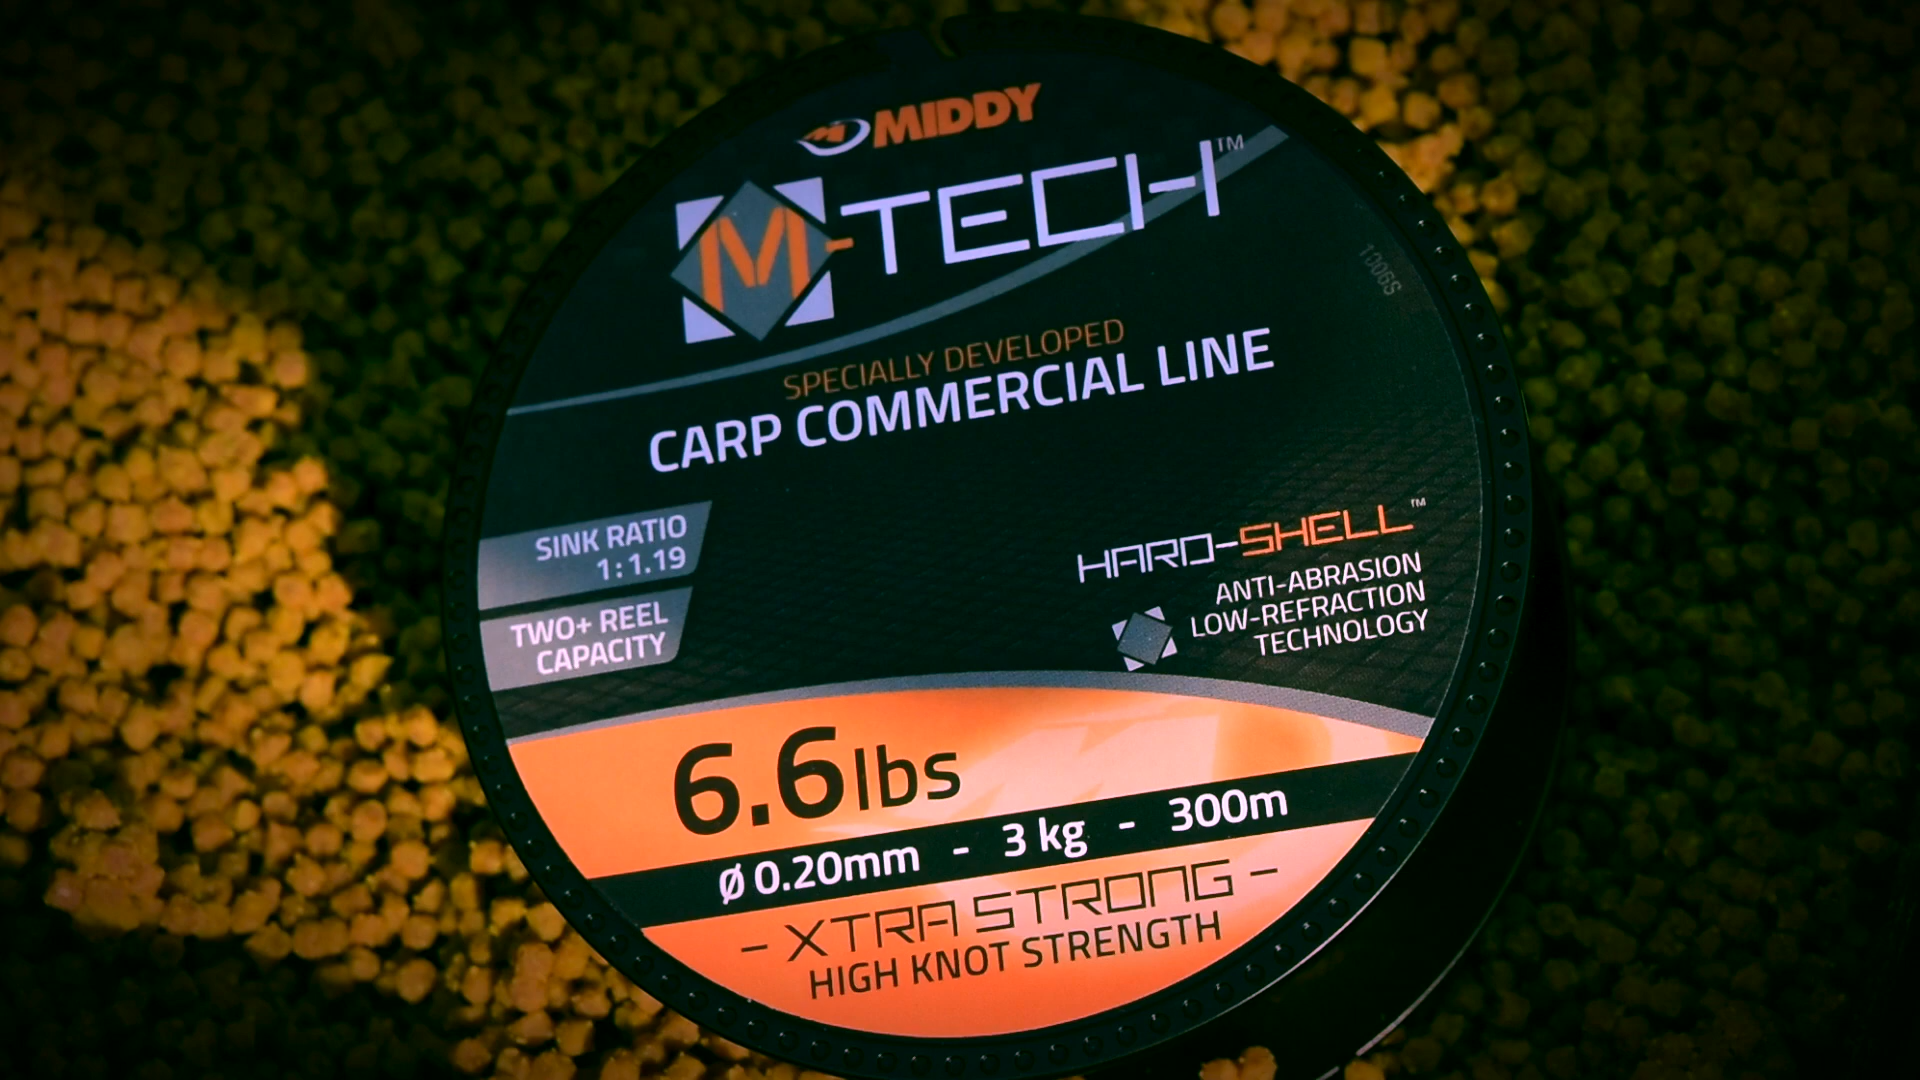 MIDDY
M-TECH™
1006S
SPECIALLY DEVELOPED
CARP COMMERCIAL LINE
SINK RATIO
1:1.19
TWO+ REEL
CAPACITY
HARD-SHELL™
ANTI-ABRASION
LOW-REFRACTION
TECHNOLOGY
6.6lbs
Ø 0.20mm - 3 kg - 300m
- XTRA STRONG -
HIGH KNOT STRENGTH